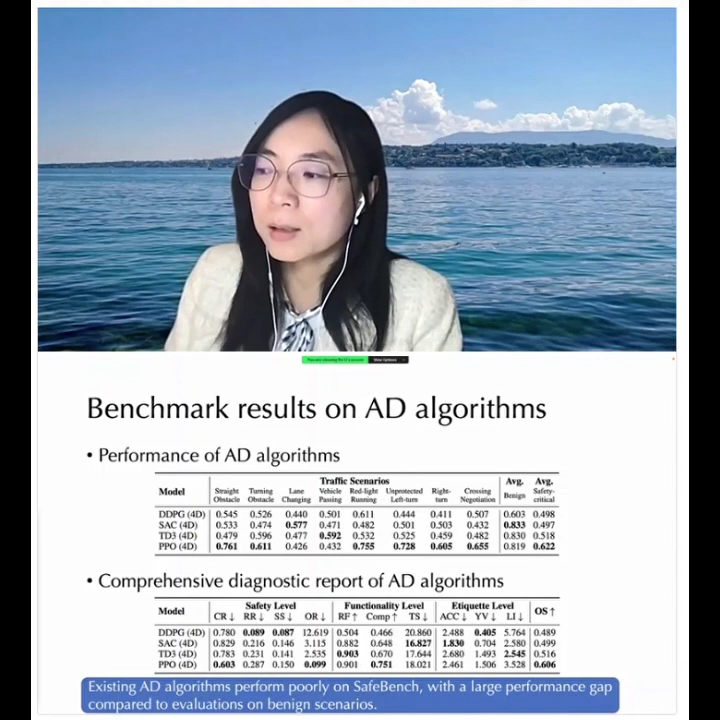 View Options
Benchmark results on AD algorithms
• Performance of AD algorithms
Traffic Scenarios Avg. Avg.
Model Straight Obstacle Turning Obstacle Lane Changing Vehicle Passing Red-light Running Unprotected Left-turn Right-turn Crossing Negotiation Benign Safety-critical
DDPG (4D) 0.545 0.526 0.440 0.501 0.611 0.444 0.411 0.507 0.603 0.498
SAC (4D) 0.533 0.474 0.577 0.471 0.482 0.501 0.503 0.432 0.833 0.497
TD3 (4D) 0.479 0.596 0.477 0.592 0.532 0.525 0.459 0.482 0.830 0.518
PPO (4D) 0.761 0.611 0.426 0.432 0.755 0.728 0.605 0.655 0.819 0.622
• Comprehensive diagnostic report of AD algorithms
Model Safety Level Functionality Level Etiquette Level OS ↑
CR ↓ RR ↓ SS ↓ OR ↓ RF ↑ Comp ↑ TS ↓ ACC ↓ YV ↓ LI ↓
DDPG (4D) 0.780 0.089 0.087 12.619 0.504 0.466 20.860 2.488 0.405 5.764 0.489
SAC (4D) 0.829 0.216 0.146 3.115 0.882 0.648 16.827 1.830 0.704 2.580 0.499
TD3 (4D) 0.783 0.231 0.141 2.535 0.903 0.670 17.644 2.680 1.493 2.545 0.516
PPO (4D) 0.603 0.287 0.150 0.099 0.901 0.751 18.021 2.461 1.506 3.528 0.606
Existing AD algorithms perform poorly on SafeBench, with a large performance gap
compared to evaluations on benign scenarios.